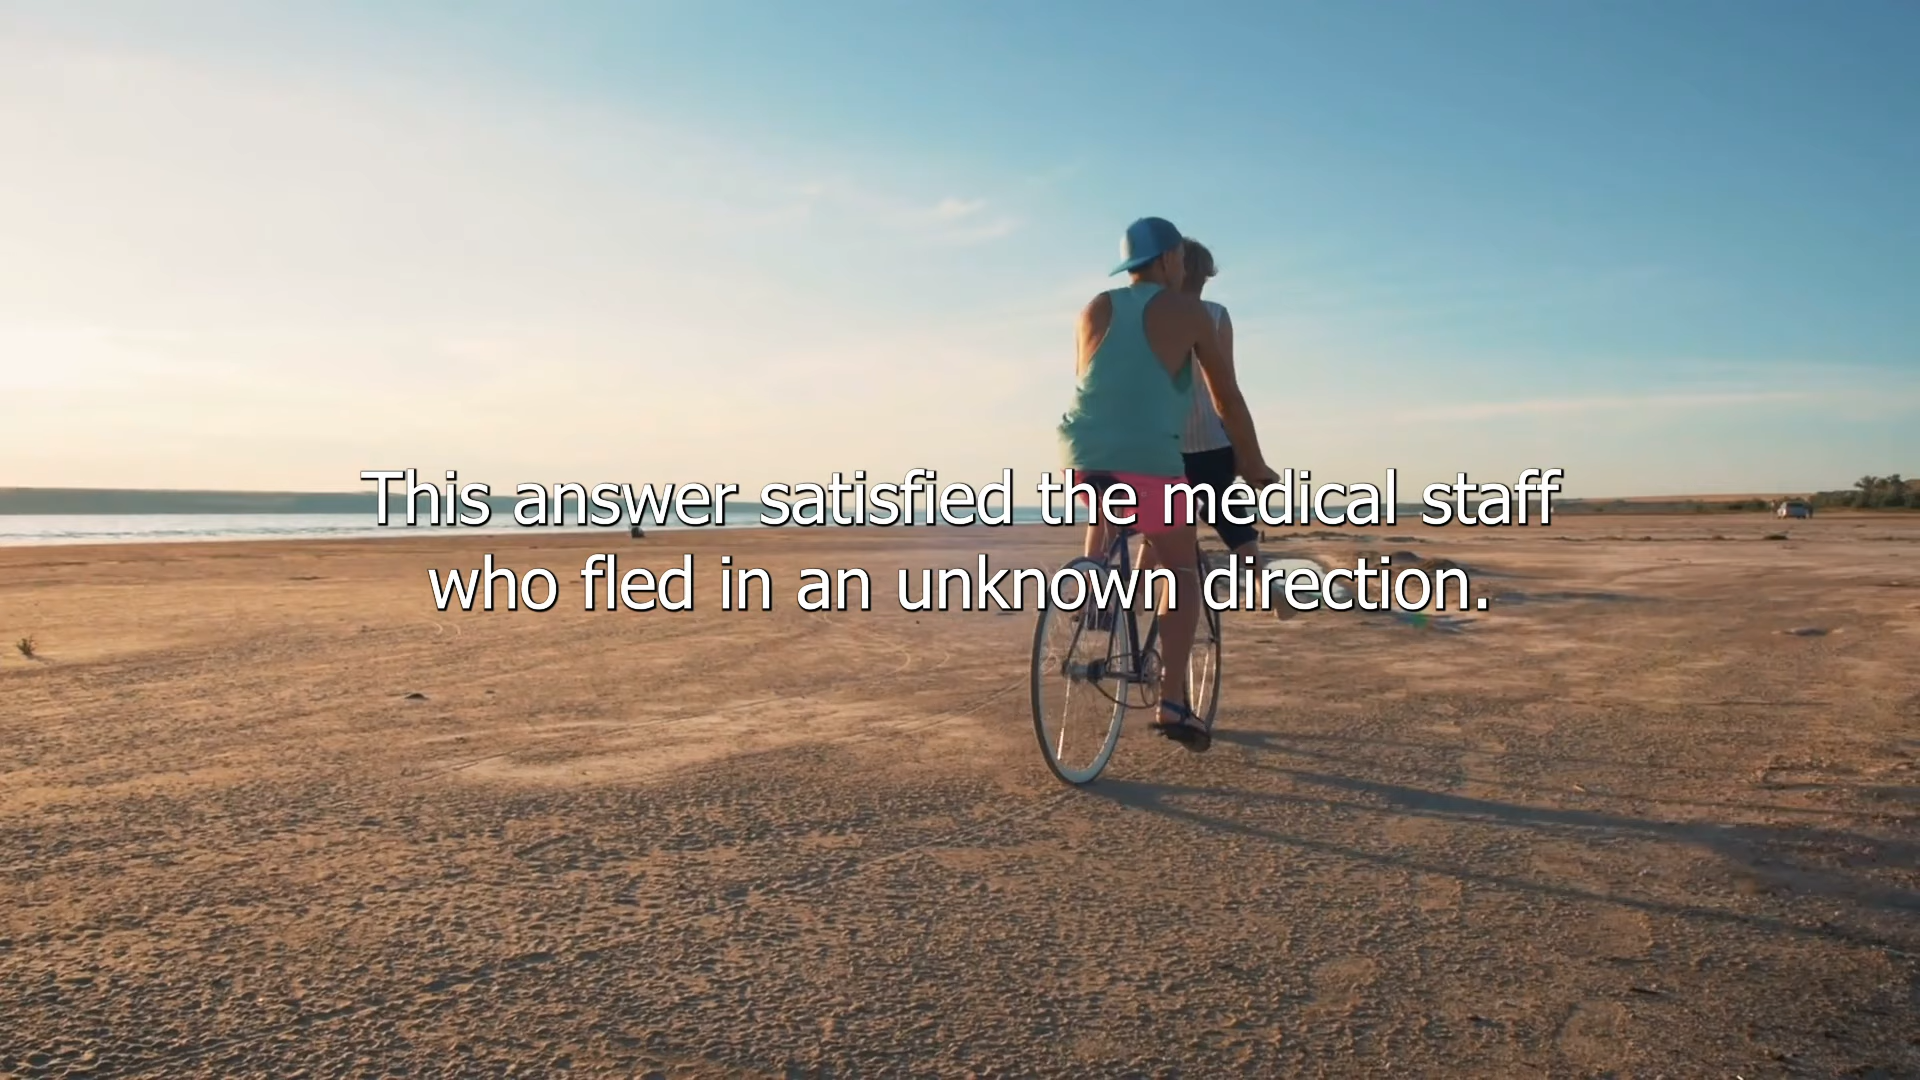 This answer satisfied the medical staff
who fled in an unknown direction.